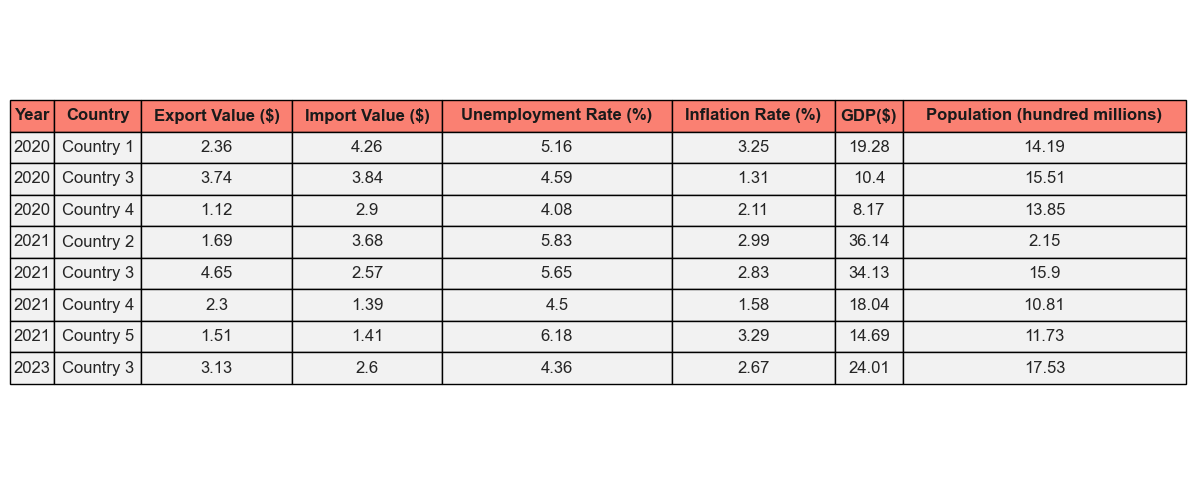 Year Country Export Value ($) Import Value ($) Unemployment Rate (%) Inflation Rate (%) GDP($) Population (hundred millions)
2020 Country 1 2.36 4.26 5.16 3.25 19.28 14.19
2020 Country 3 3.74 3.84 4.59 1.31 10.4 15.51
2020 Country 4 1.12 2.9 4.08 2.11 8.17 13.85
2021 Country 2 1.69 3.68 5.83 2.99 36.14 2.15
2021 Country 3 4.65 2.57 5.65 2.83 34.13 15.9
2021 Country 4 2.3 1.39 4.5 1.58 18.04 10.81
2021 Country 5 1.51 1.41 6.18 3.29 14.69 11.73
2023 Country 3 3.13 2.6 4.36 2.67 24.01 17.53